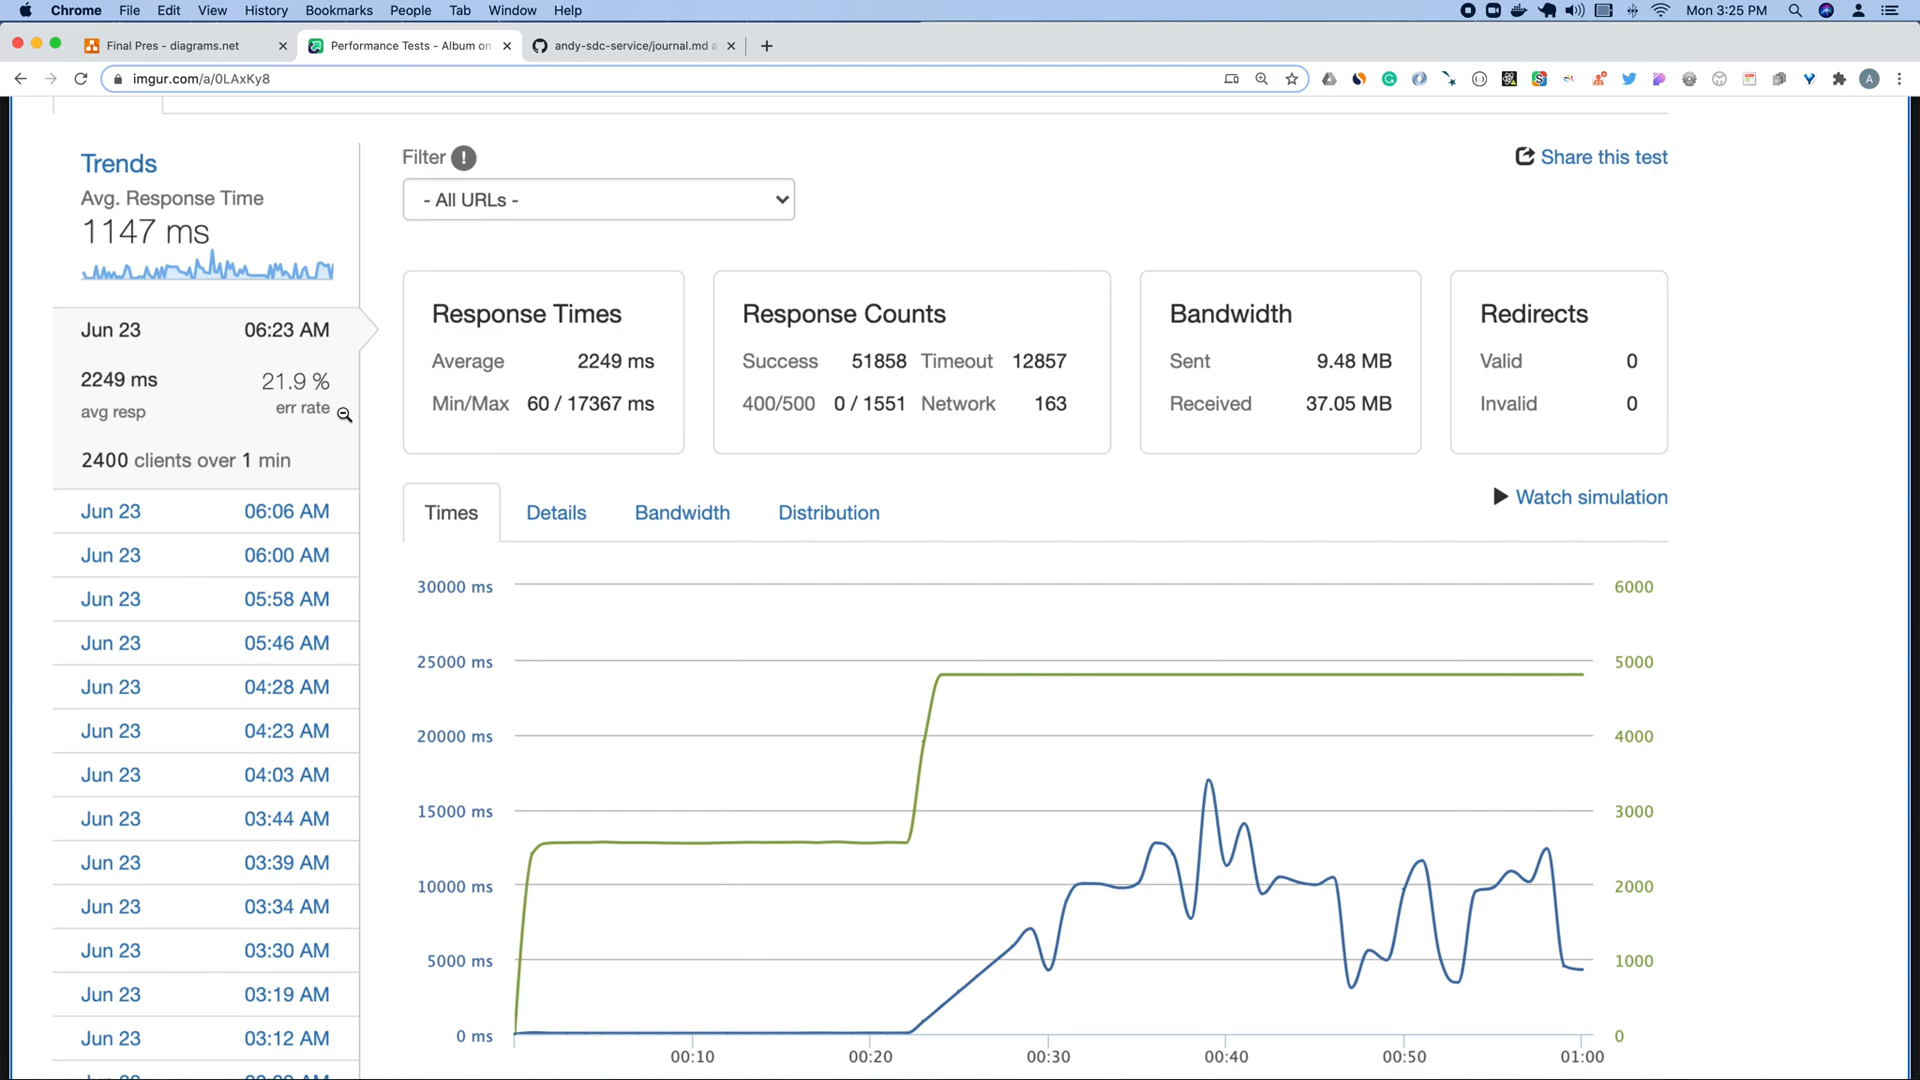 Chrome File Edit View History Bookmarks People Tab Window Help Mon 3:25 PM
Final Pres - diagrams.net Performance Tests - Album on andy-sdc-service/journal.md
imgur.com/a/0LAxKy8
Trends
Avg. Response Time
1147 ms
Jun 23 06:23 AM
2249 ms 21.9 %
avg resp err rate
2400 clients over 1 min
Jun 23 06:06 AM
Jun 23 06:00 AM
Jun 23 05:58 AM
Jun 23 05:46 AM
Jun 23 04:28 AM
Jun 23 04:23 AM
Jun 23 04:03 AM
Jun 23 03:44 AM
Jun 23 03:39 AM
Jun 23 03:34 AM
Jun 23 03:30 AM
Jun 23 03:19 AM
Jun 23 03:12 AM
Filter ! Share this test
- All URLs -
Response Times
Average 2249 ms
Min/Max 60 / 17367 ms
Response Counts
Success 51858 Timeout 12857
400/500 0 / 1551 Network 163
Bandwidth
Sent 9.48 MB
Received 37.05 MB
Redirects
Valid 0
Invalid 0
Times Details Bandwidth Distribution Watch simulation
30000 ms 6000
25000 ms 5000
20000 ms 4000
15000 ms 3000
10000 ms 2000
5000 ms 1000
0 ms 0
00:10 00:20 00:30 00:40 00:50 01:00